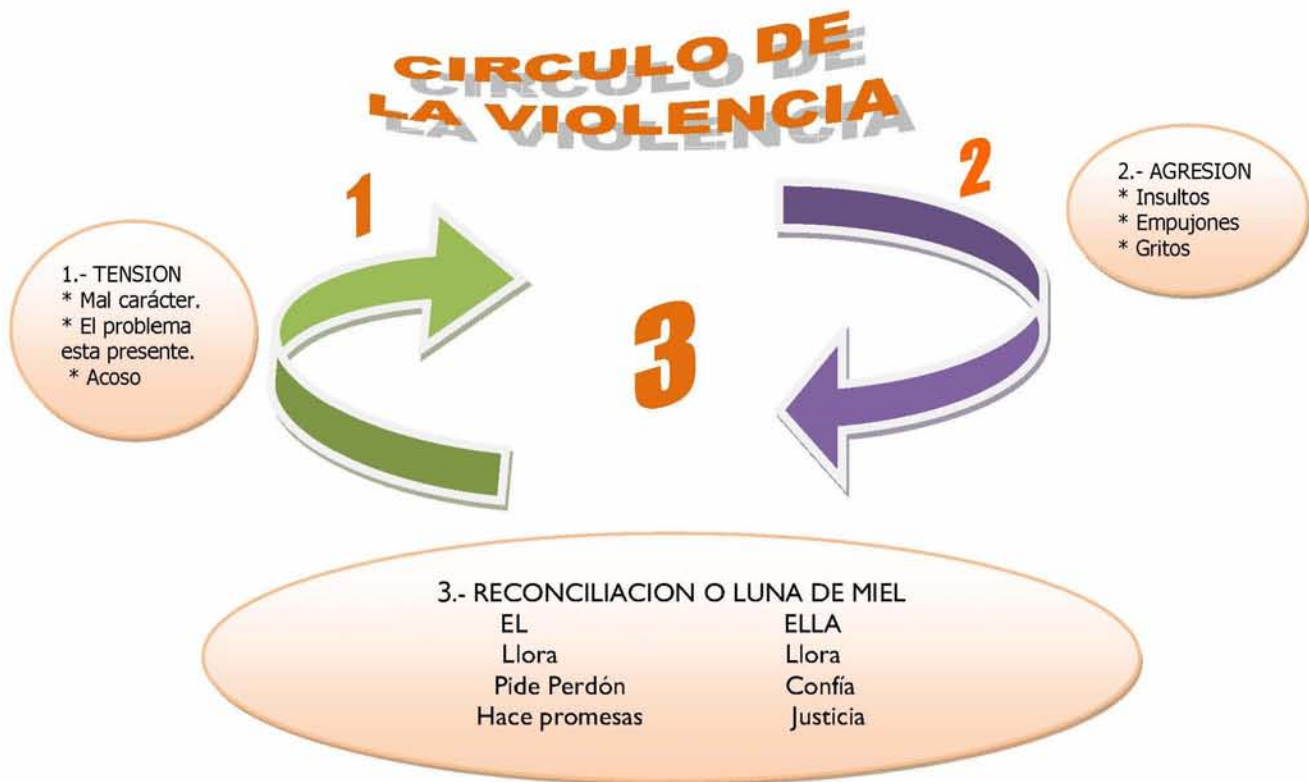 CIRCULO DE
LA VIOLENCIA
1
1.- TENSION
* Mal carácter.
* El problema
esta presente.
* Acoso
2
2.- AGRESION
* Insultos
* Empujones
* Gritos
3
3.- RECONCILIACION O LUNA DE MIEL
EL ELLA
Llora Llora
Pide Perdón Confía
Hace promesas Justicia